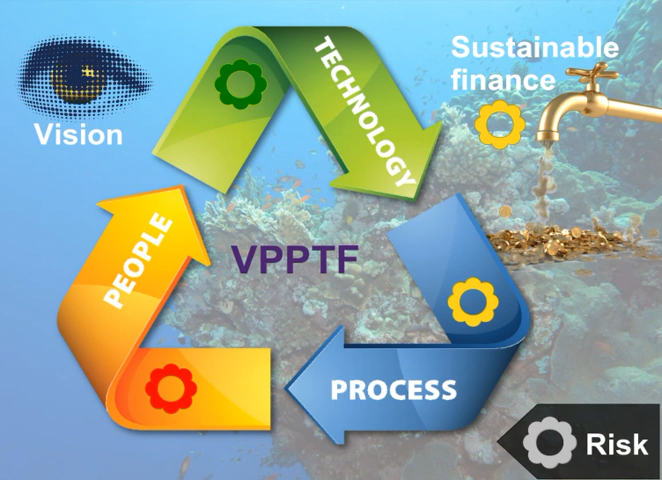 Vision
TECHNOLOGY
Sustainable
finance
PEOPLE
VPPTF
PROCESS
Risk